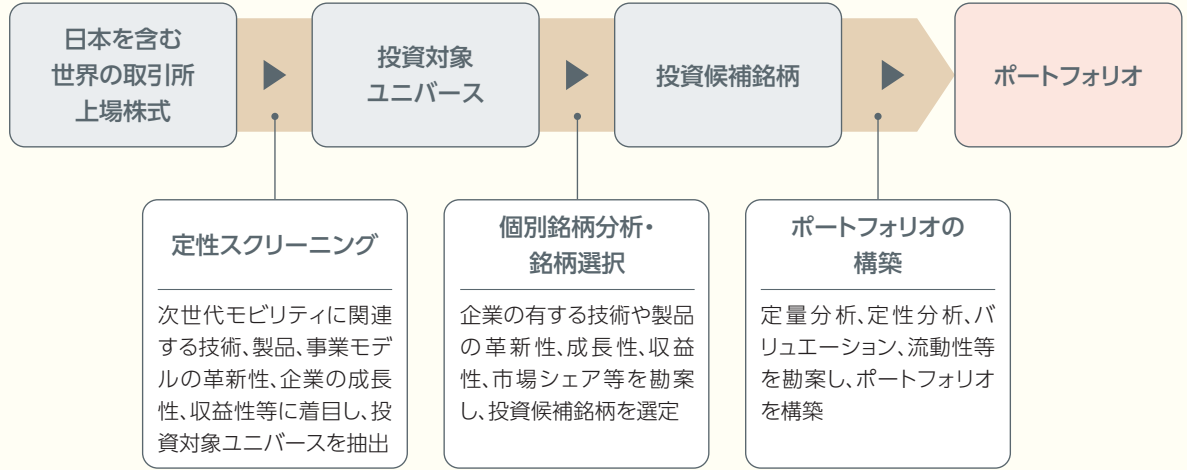 日本を含む
世界の取引所
上場株式
投資対象
ユニバース
投資候補銘柄
ポートフォリオ
定性スクリーニング
次世代モビリティに関連
する技術、製品、事業モデ
ルの革新性、企業の成長
性、収益性等に着目し、投
資対象ユニバースを抽出
個別銘柄分析・
銘柄選択
企業の有する技術や製品
の革新性、成長性、収益
性、市場シェア等を勘案
し、投資候補銘柄を選定
ポートフォリオの
構築
定量分析、定性分析、バ
リュエーション、流動性等
を勘案し、ポートフォリオ
を構築